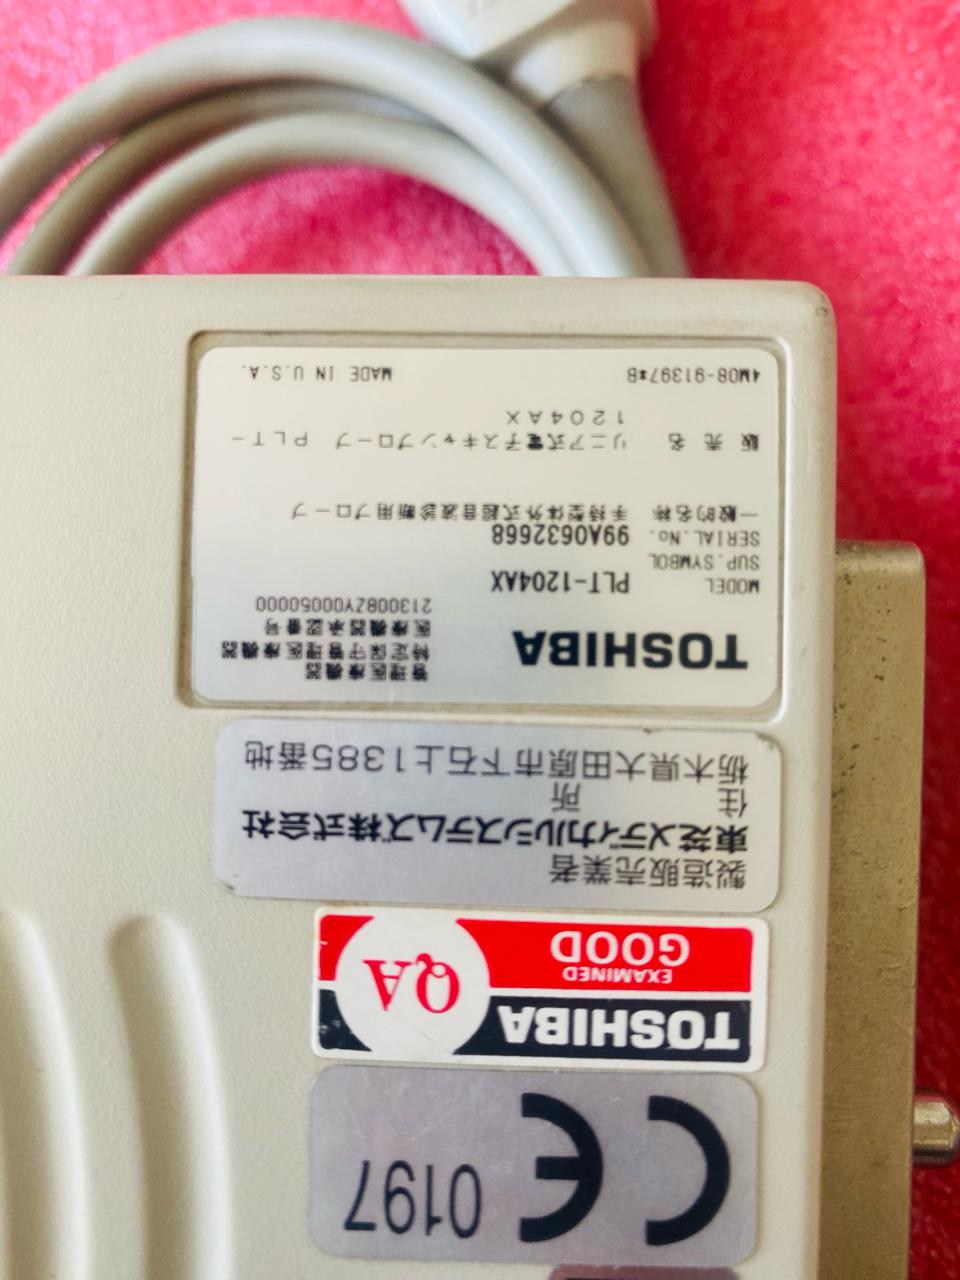 TOSHIBA
管理医療機器
特定保守管理医療機器
医療機器承認番号
21300BZY00050000
MODEL PLT-1204AX
SUP.SYMBOL
SERIAL.No. 99A0632668
一般的名称 手持型体外式超音波診断用プローブ
販売名 リニア式電子スキャンプローブ PLT-
1204AX
4M08-91397*B MADE IN U.S.A.
製造販売業者
東芝メディカルシステムズ株式会社
住所
栃木県大田原市下石上1385番地
TOSHIBA
EXAMINED
GOOD
QA
CE
0197